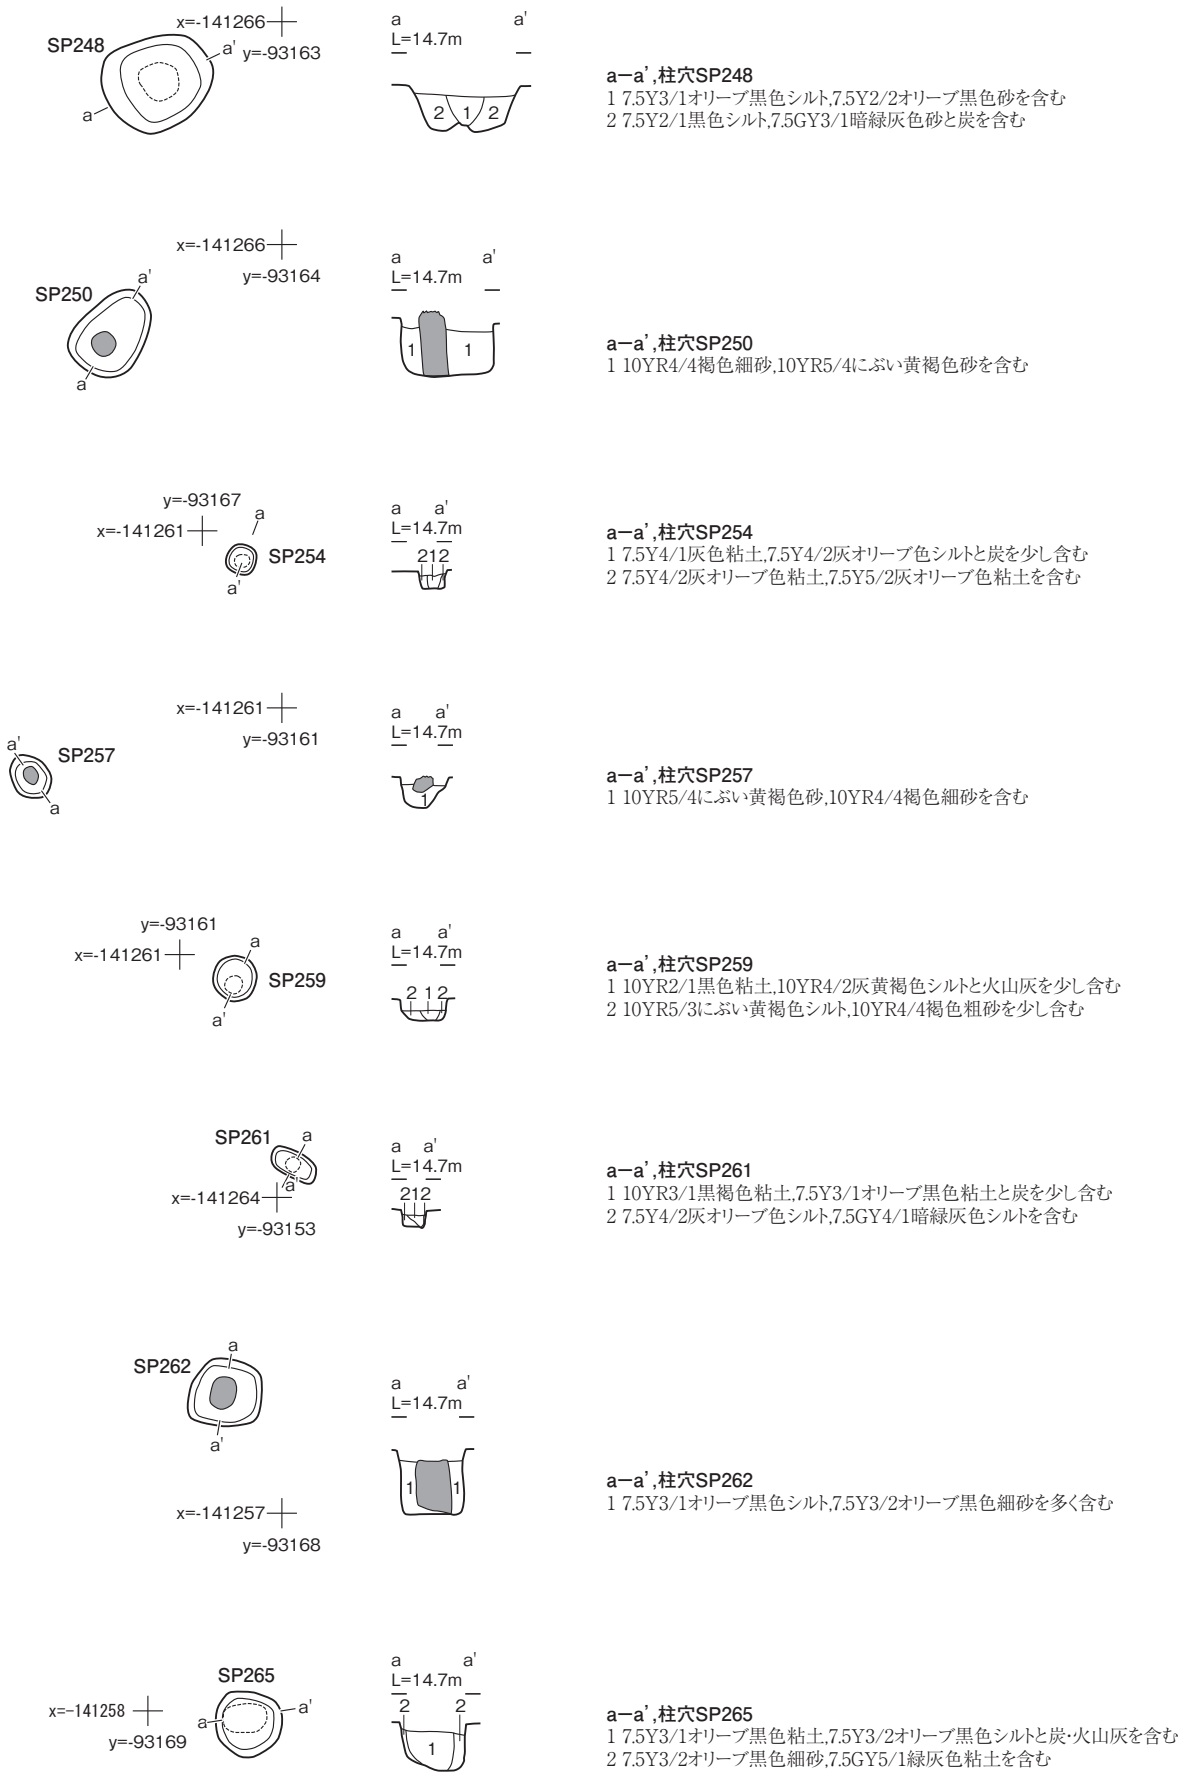 x=-141266
SP248
a'
y=-93163
a
a
a'
L=14.7m
2
1
2
a—a’,柱穴SP248
1 7.5Y3/1オリーブ黒色シルト,7.5Y2/2オリーブ黒色砂を含む
2 7.5Y2/1黒色シルト,7.5GY3/1暗緑灰色砂と炭を含む
x=-141266
y=-93164
a'
SP250
a
a
a'
L=14.7m
1
1
a—a’,柱穴SP250
1 10YR4/4褐色細砂,10YR5/4にぶい黄褐色砂を含む
y=-93167
a
x=-141261
SP254
a'
a
a'
L=14.7m
212
a—a’,柱穴SP254
1 7.5Y4/1灰色粘土,7.5Y4/2灰オリーブ色シルトと炭を少し含む
2 7.5Y4/2灰オリーブ色粘土,7.5Y5/2灰オリーブ色粘土を含む
x=-141261
y=-93161
a'
SP257
a
a
a'
L=14.7m
1
a—a’,柱穴SP257
1 10YR5/4にぶい黄褐色砂,10YR4/4褐色細砂を含む
y=-93161
a
x=-141261
SP259
a'
a
a'
L=14.7m
2 1 2
a—a’,柱穴SP259
1 10YR2/1黒色粘土,10YR4/2灰黄褐色シルトと火山灰を少し含む
2 10YR5/3にぶい黄褐色シルト,10YR4/4褐色粗砂を少し含む
SP261
a
a'
x=-141264
y=-93153
a
a'
L=14.7m
212
a—a’,柱穴SP261
1 10YR3/1黒褐色粘土,7.5Y3/1オリーブ黒色粘土と炭を少し含む
2 7.5Y4/2灰オリーブ色シルト,7.5GY4/1暗緑灰色シルトを含む
a
SP262
a'
x=-141257
y=-93168
a
a'
L=14.7m
1
1
a—a’,柱穴SP262
1 7.5Y3/1オリーブ黒色シルト,7.5Y3/2オリーブ黒色細砂を多く含む
SP265
x=-141258
a
a'
y=-93169
a
a'
L=14.7m
2
2
1
a—a’,柱穴SP265
1 7.5Y3/1オリーブ黒色粘土,7.5Y3/2オリーブ黒色シルトと炭・火山灰を含む
2 7.5Y3/2オリーブ黒色細砂,7.5GY5/1緑灰色粘土を含む